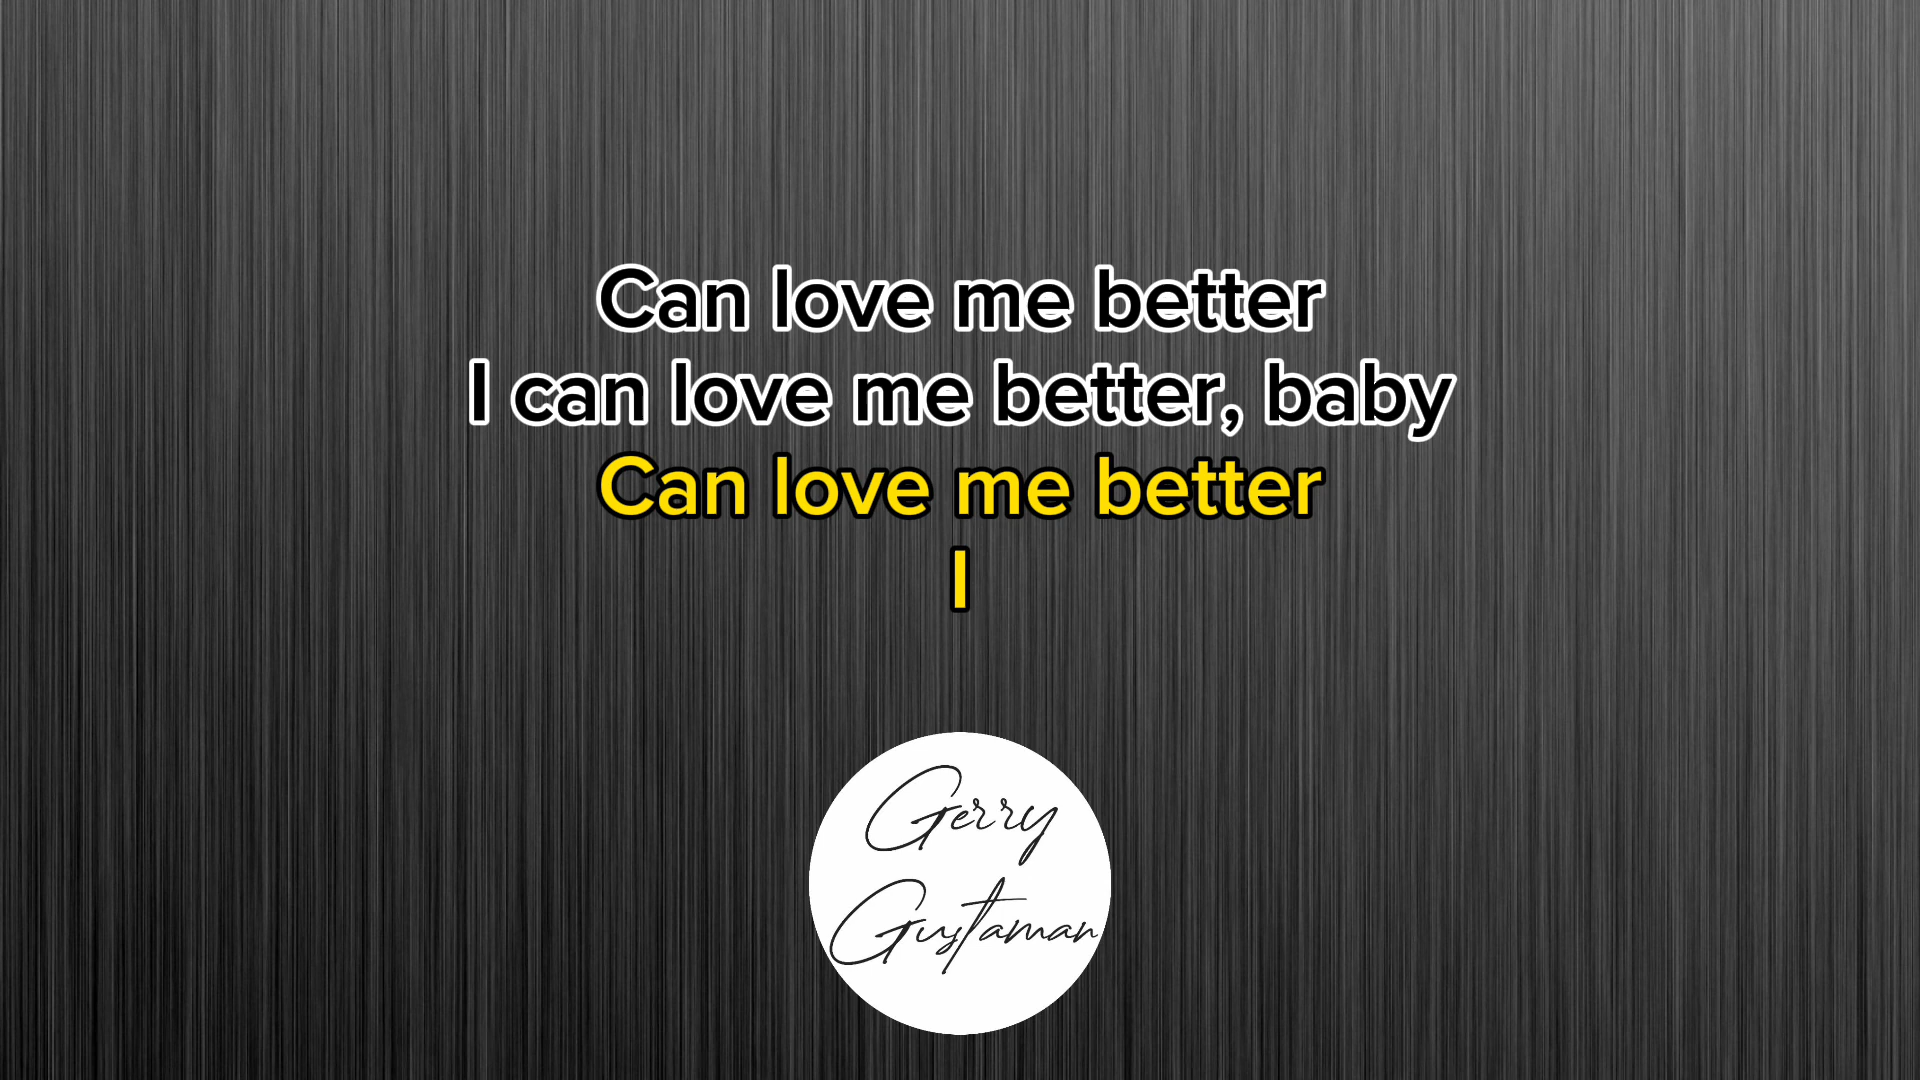 Can love me better
I can love me better, baby
Can love me better
I
Gerry
Gustaman